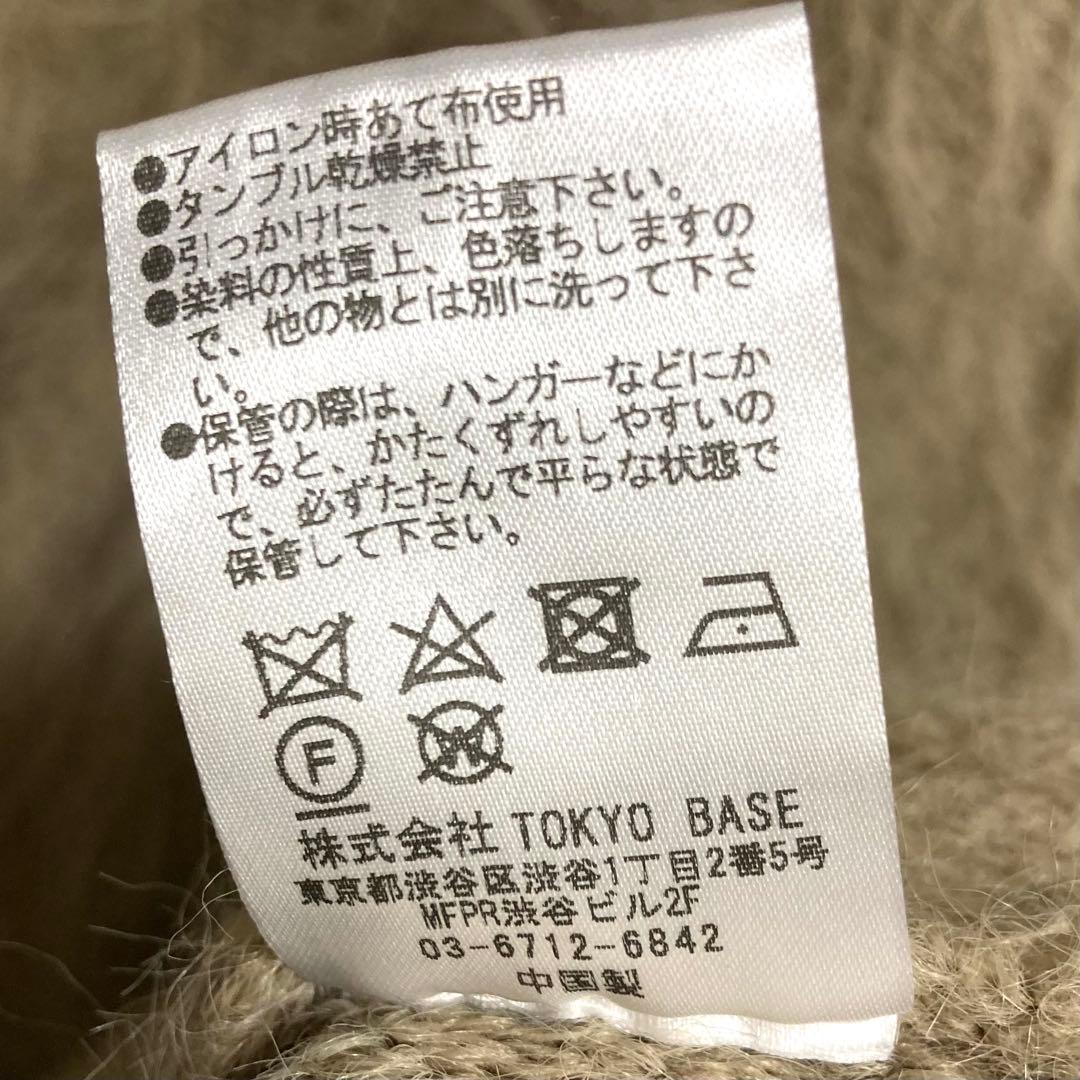 ●アイロン時あて布使用
●タンブル乾燥禁止
●引っかけに、ご注意下さい。
●染料の性質上、色落ちしますの
で、他の物とは別に洗って下さ
い。
●保管の際は、ハンガーなどにか
けると、かたくずれしやすいの
で、必ずたたんで平らな状態で
保管して下さい。
F
W
株式会社 TOKYO BASE
東京都渋谷区渋谷1丁目2番5号
MFPR渋谷ビル2F
03-6712-6842
中国製